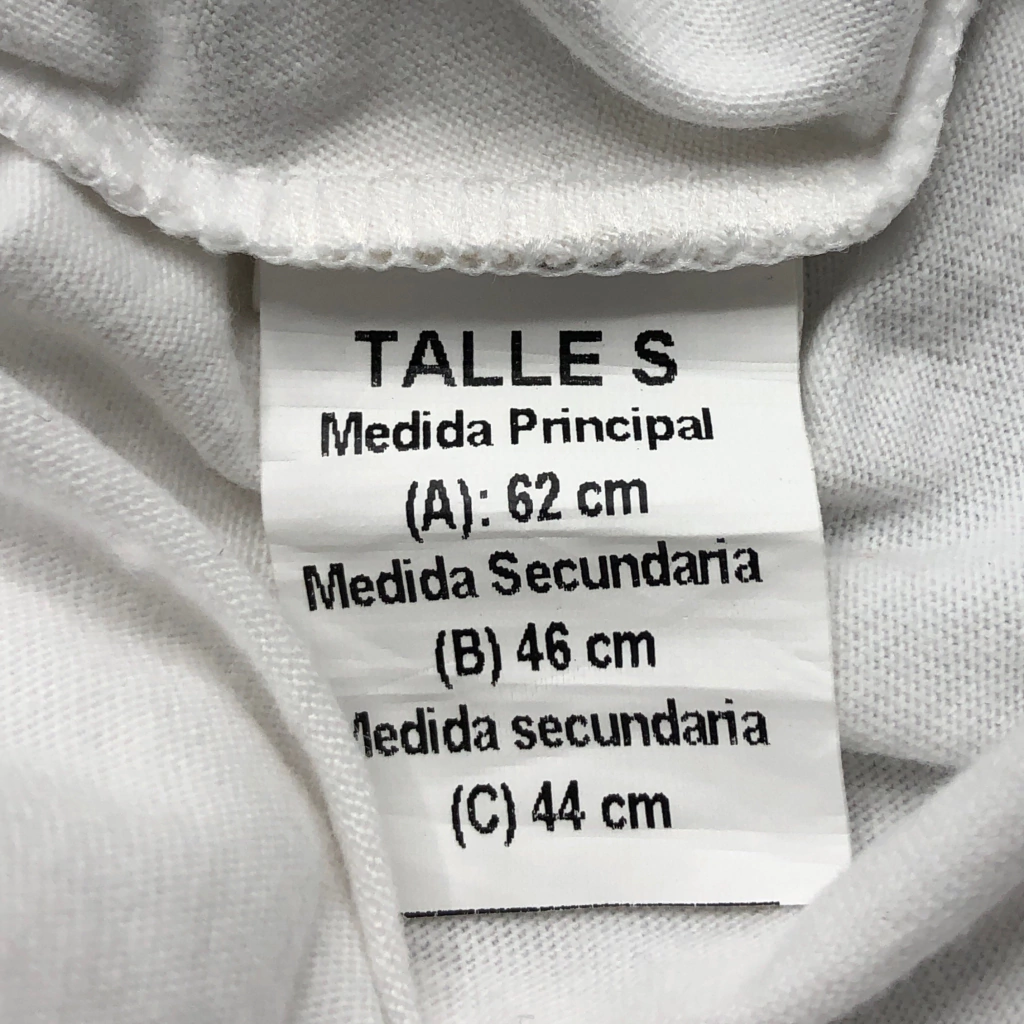 TALLE S
Medida Principal
(A): 62 cm
Medida Secundaria
(B) 46 cm
Medida secundaria
(C) 44 cm